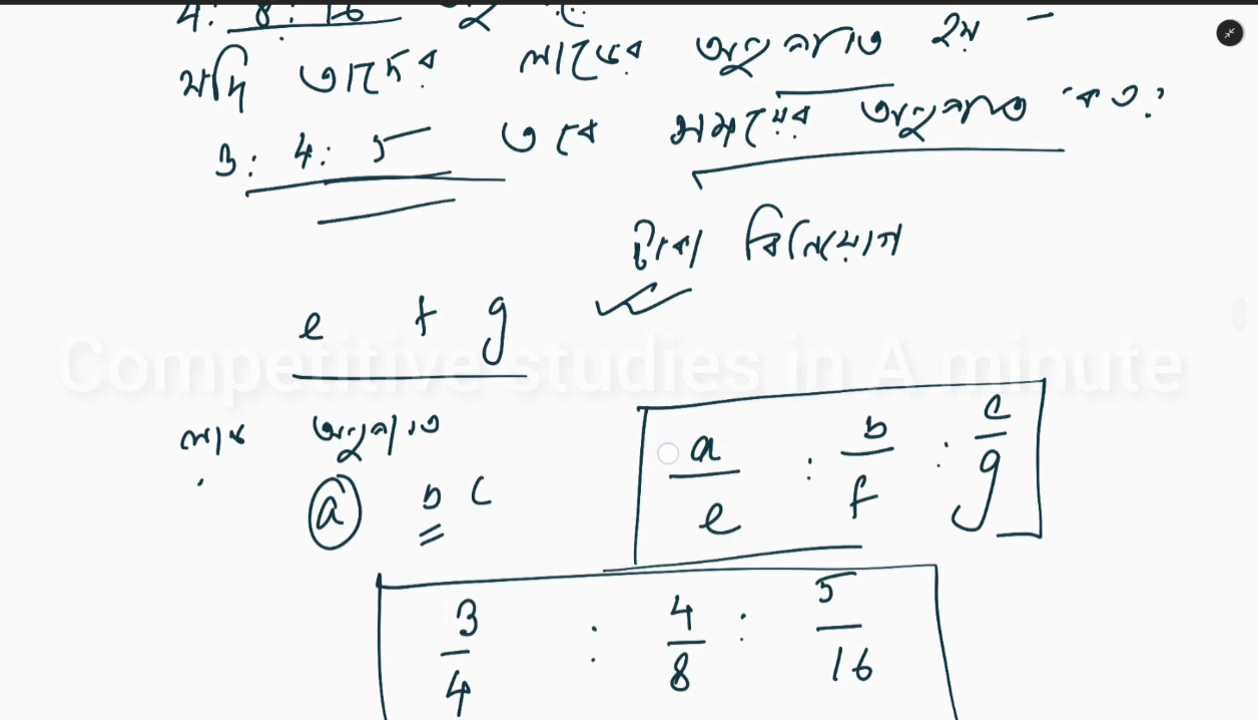 4: 8: 16
যদি তাদের লাভের অনুপাত হয় -
3: 4: 5 তবে সময়ের অনুপাত কত?
টাকা বিনিয়োগ
e f g
Competitive studies in A minute
লাভ অনুপাত
a b c
a/e : b/f : c/g
3/4 : 4/8 : 5/16